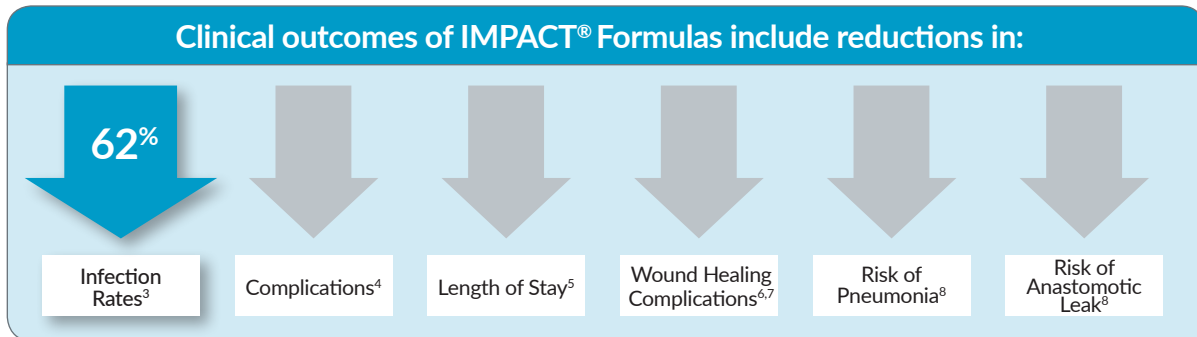 Clinical outcomes of IMPACT® Formulas include reductions in:
62%
Infection
Rates³
Complications⁴
Length of Stay⁵
Wound Healing
Complications⁶,⁷
Risk of
Pneumonia⁸
Risk of
Anastomotic
Leak⁸